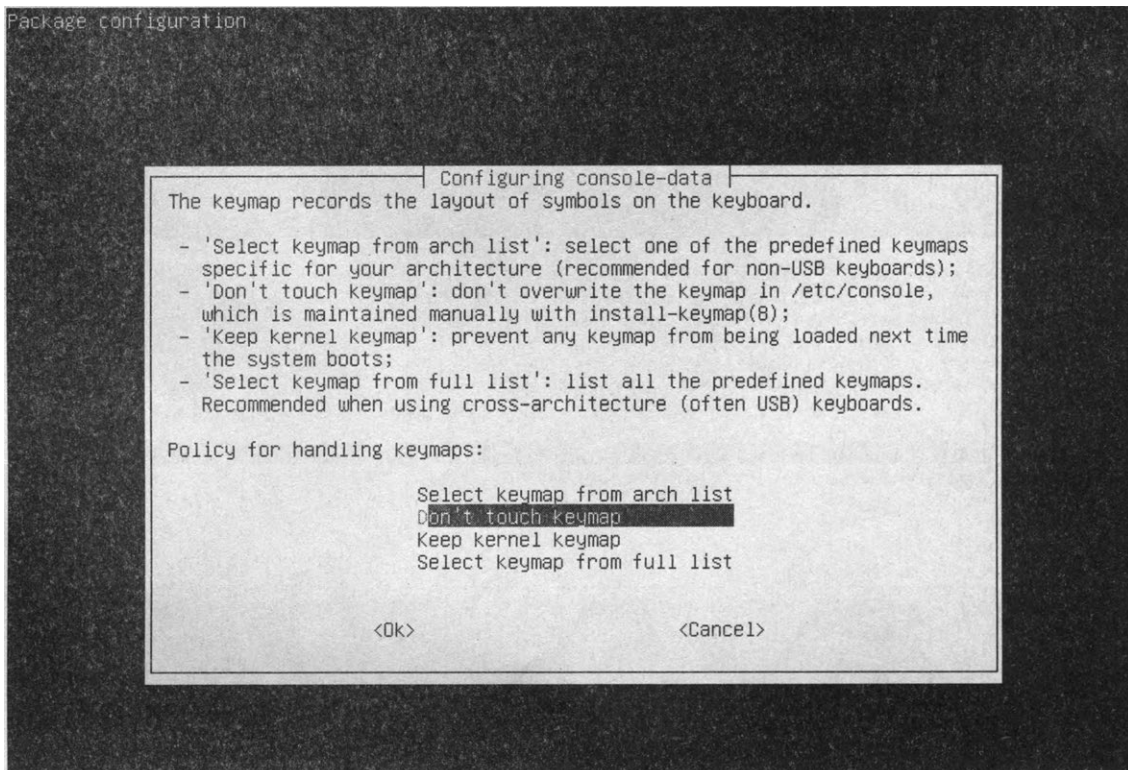 Package configuration
Configuring console-data
The keymap records the layout of symbols on the keyboard.
- 'Select keymap from arch list': select one of the predefined keymaps
specific for your architecture (recommended for non-USB keyboards);
- 'Don't touch keymap': don't overwrite the keymap in /etc/console,
which is maintained manually with install-keymap(8);
- 'Keep kernel keymap': prevent any keymap from being loaded next time
the system boots;
- 'Select keymap from full list': list all the predefined keymaps.
Recommended when using cross-architecture (often USB) keyboards.
Policy for handling keymaps:
Select keymap from arch list
Don't touch keymap
Keep kernel keymap
Select keymap from full list
<Ok> <Cancel>